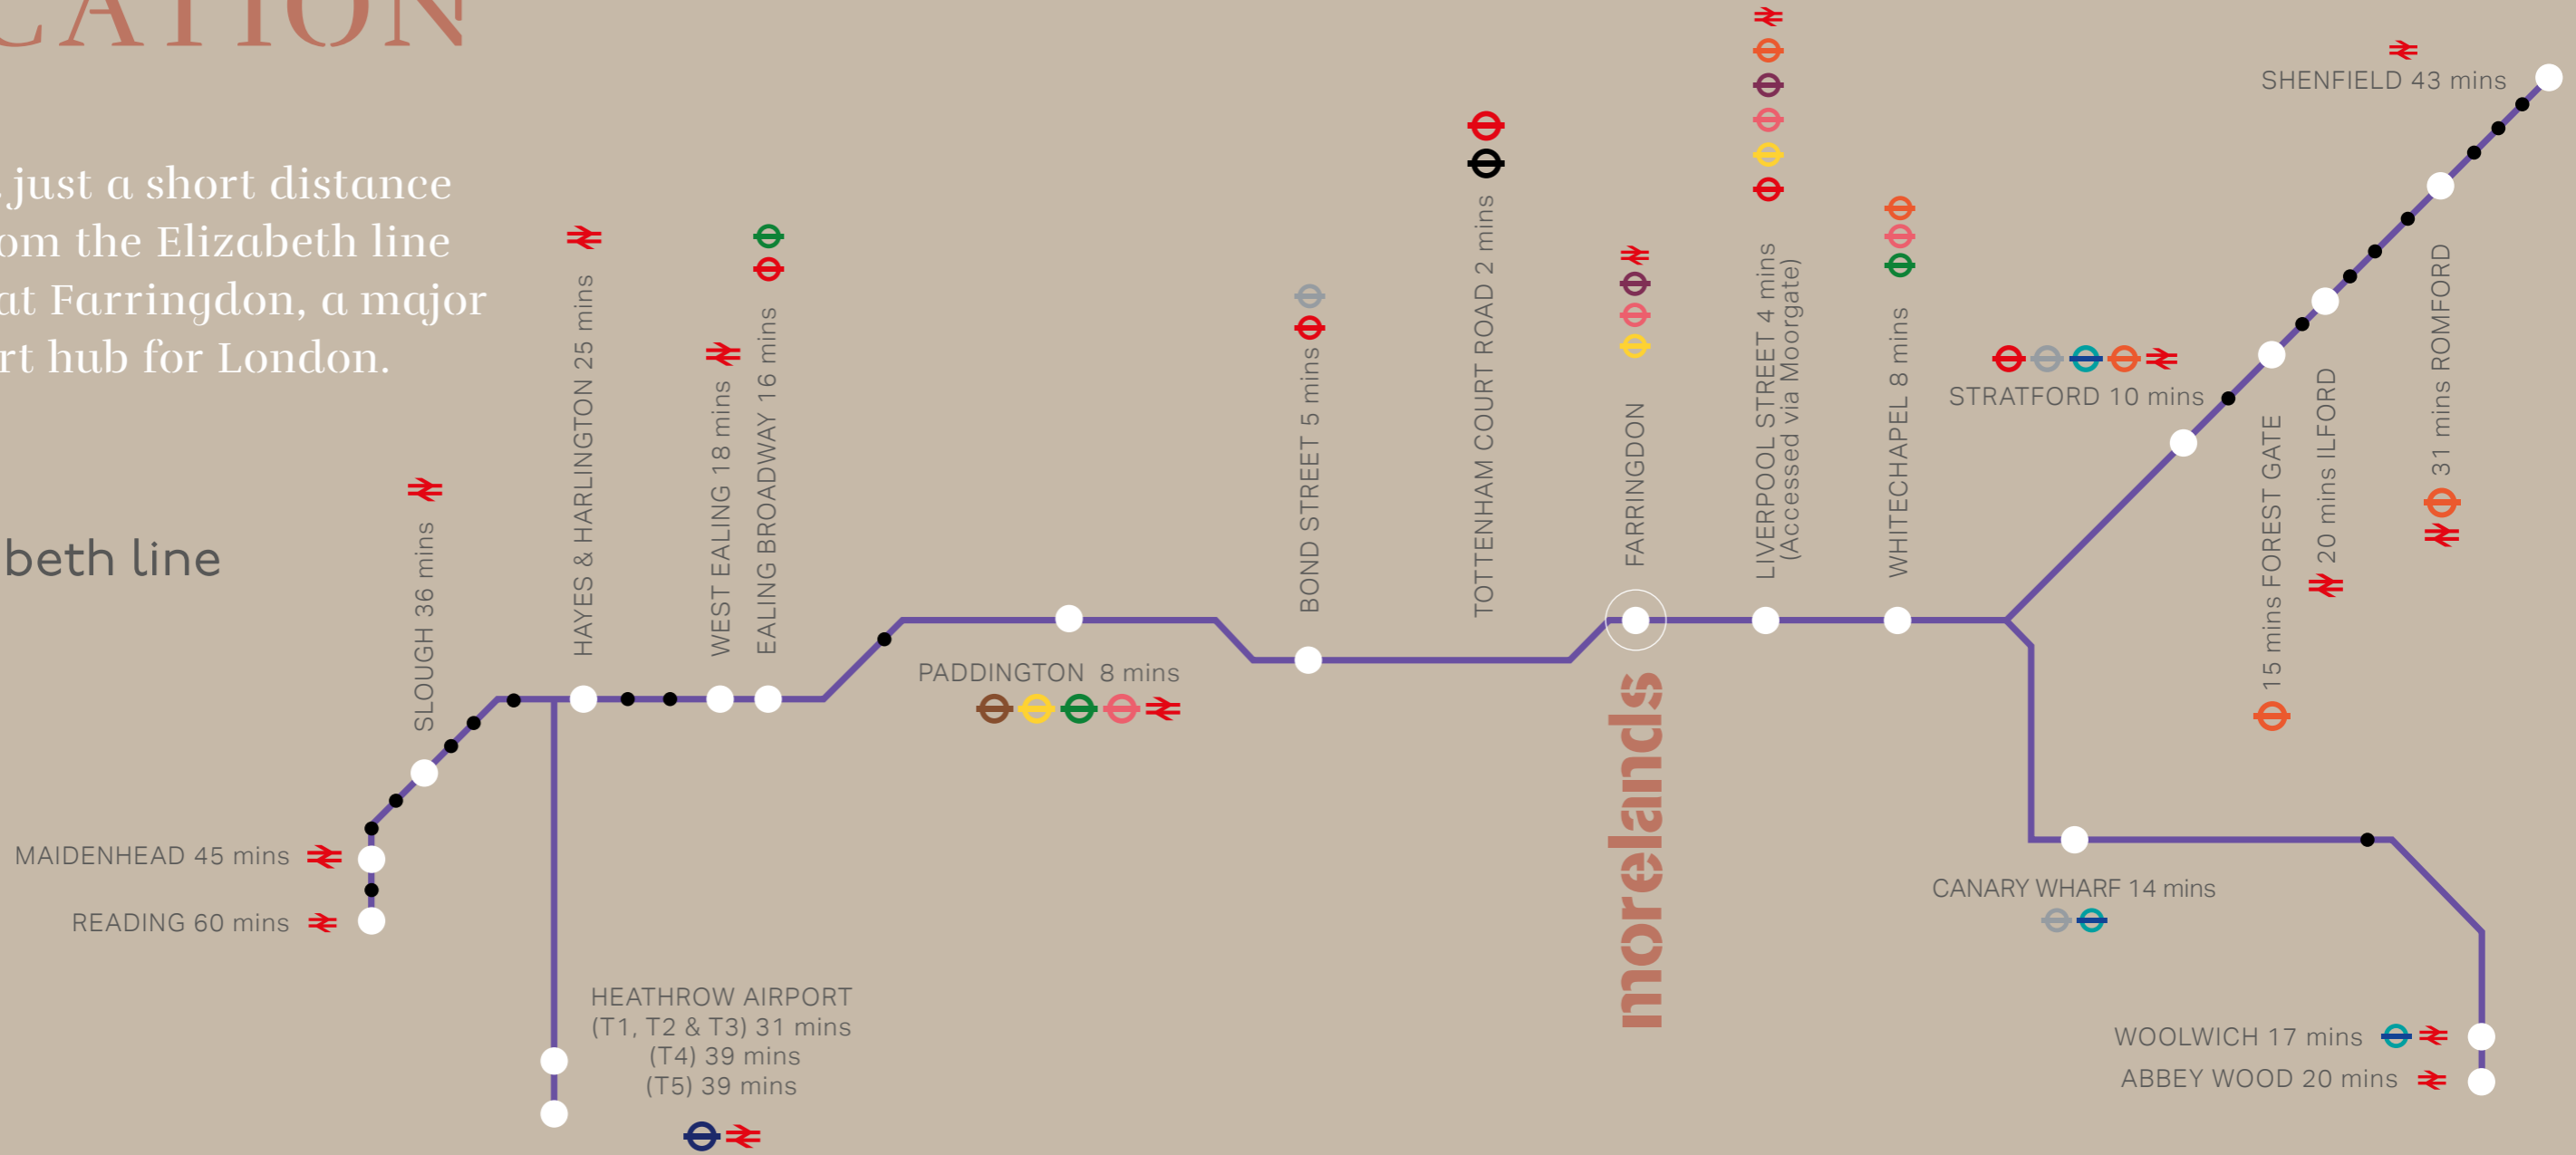 just a short distance
the Elizabeth line
at Farringdon, a major
hub for London.
line
SLOUGH 36 mins
HAYES & HARLINGTON 25 mins
WEST EALING 18 mins
EALING BROADWAY 16 mins
PADDINGTON 8 mins
BOND STREET 5 mins
TOTTENHAM COURT ROAD 2 mins
FARRINGDON
LIVERPOOL STREET 4 mins
(Accessed via Moorgate)
WHITECHAPEL 8 mins
STRATFORD 10 mins
15 mins FOREST GATE
20 mins ILFORD
31 mins ROMFORD
SHENFIELD 43 mins
MAIDENHEAD 45 mins
READING 60 mins
HEATHROW AIRPORT
(T1, T2 & T3) 31 mins
(T4) 39 mins
(T5) 39 mins
morelands
CANARY WHARF 14 mins
WOOLWICH 17 mins
ABBEY WOOD 20 mins